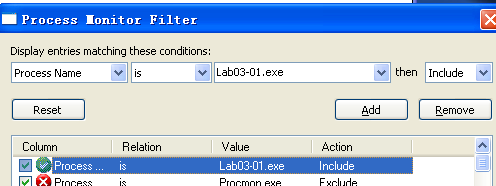 Process Monitor Filter
Display entries matching these conditions:
Process Name is Lab03-01.exe then Include
Reset Add Remove
Column Relation Value Action
Process ... is Lab03-01.exe Include
Process is Procmon.exe Exclude